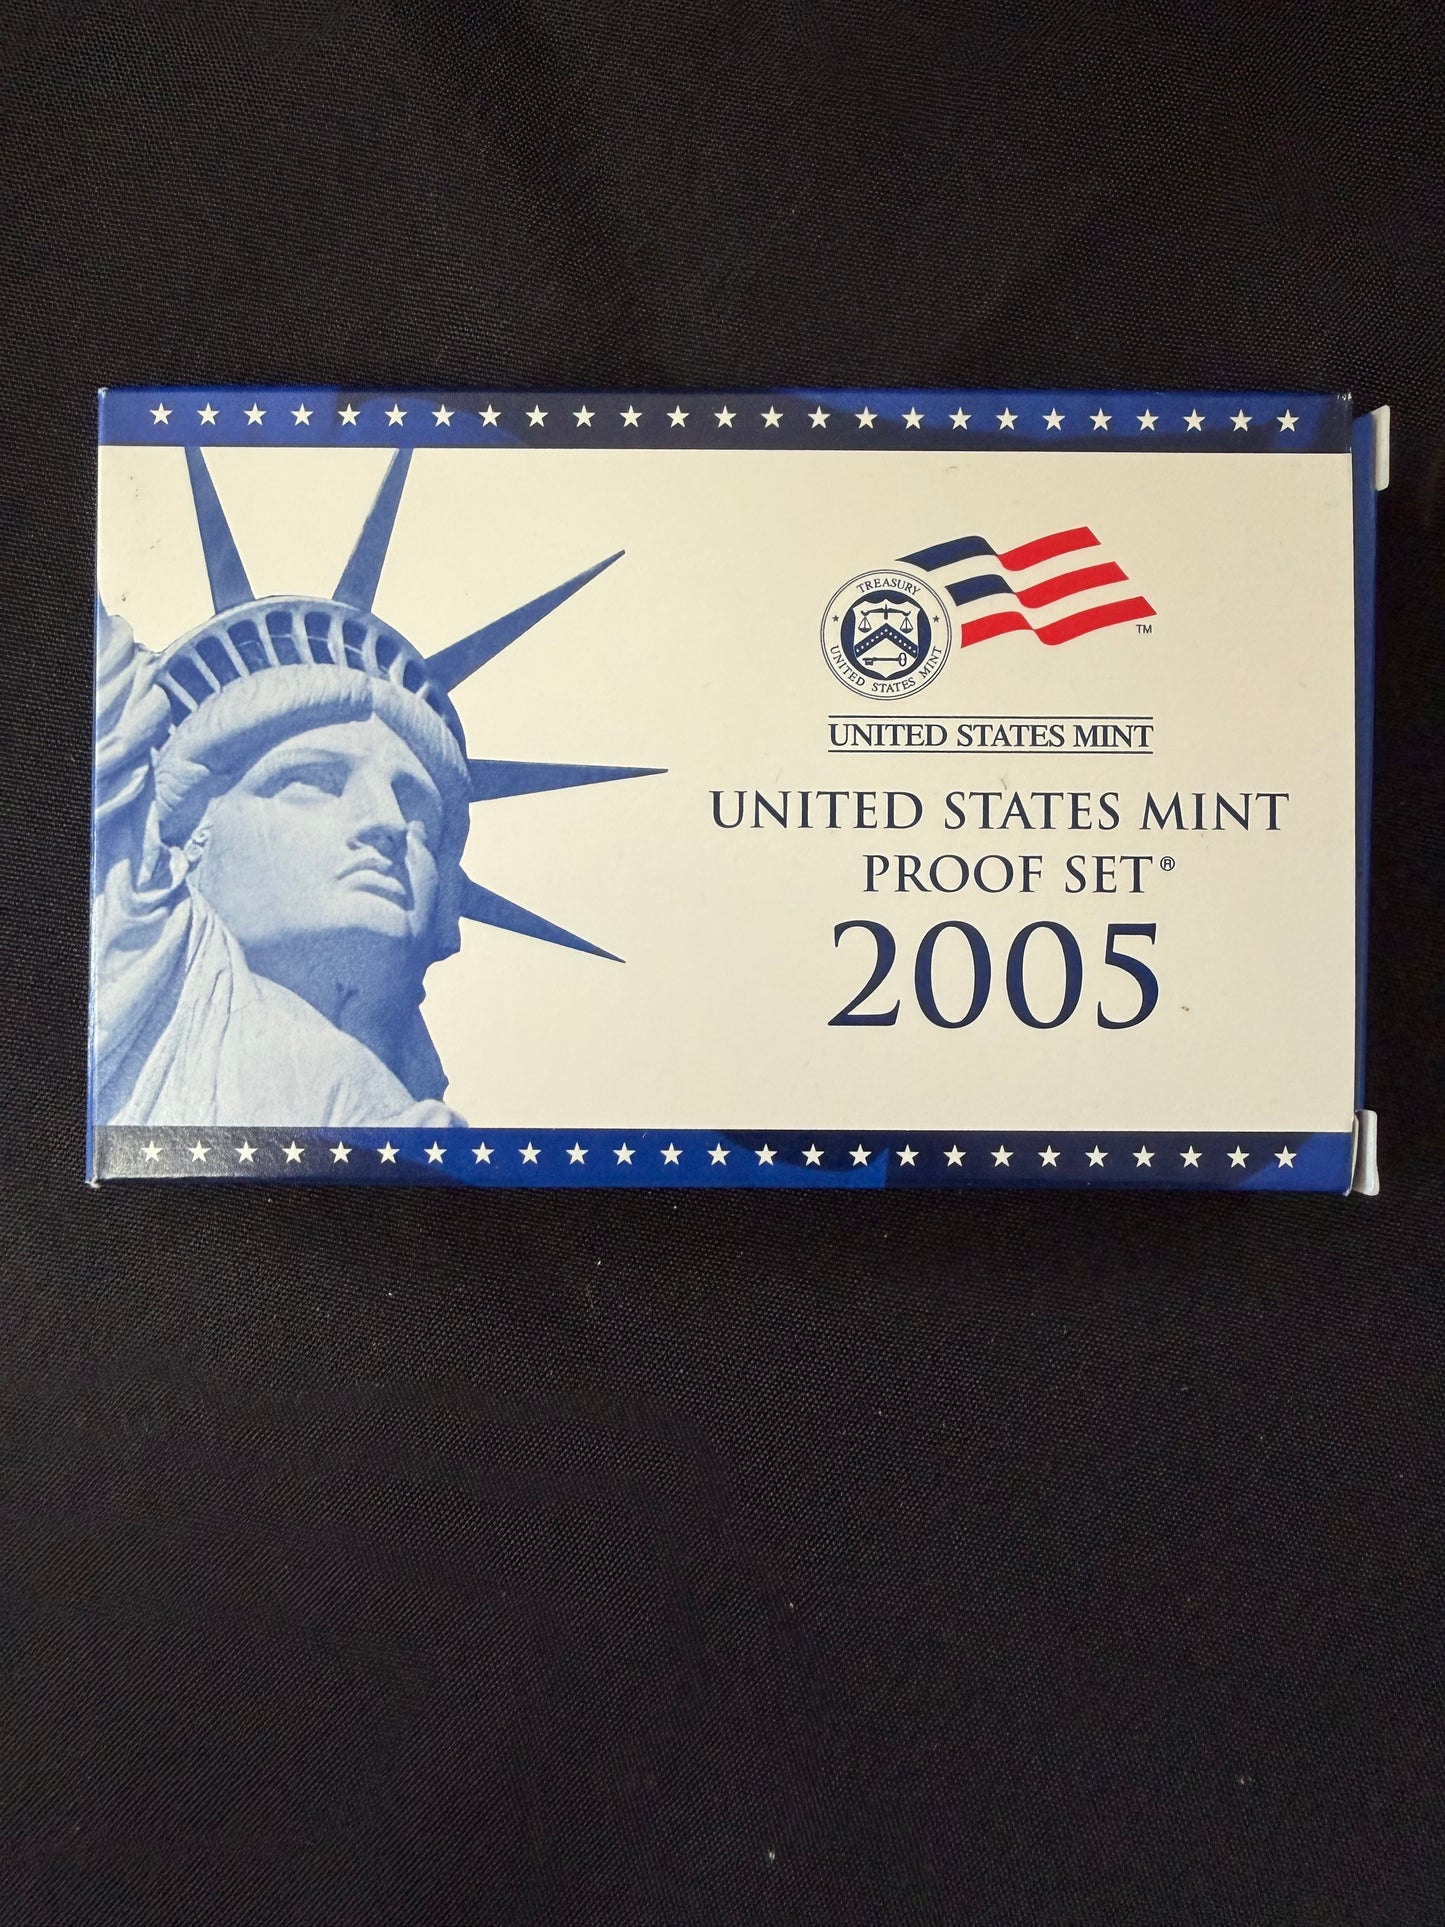 TREASURY
UNITED STATES MINT
TM
UNITED STATES MINT
UNITED STATES MINT
PROOF SET®
2005